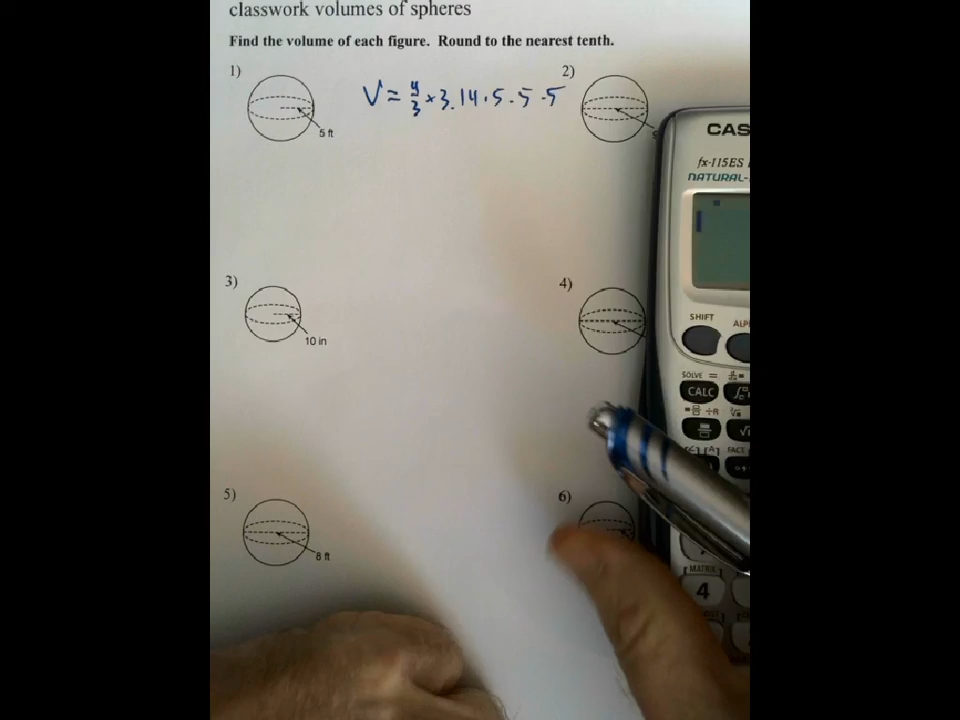 classwork volumes of spheres
Find the volume of each figure. Round to the nearest tenth.
1)
V = 4/3 × 3.14 · 5 · 5 · 5
5 ft
2)
CAS
fx-115ES
NATURAL-
3)
10 in
4)
SHIFT
ALP
SOLVE =
CALC
5)
8 ft
6)
MATRIX
4